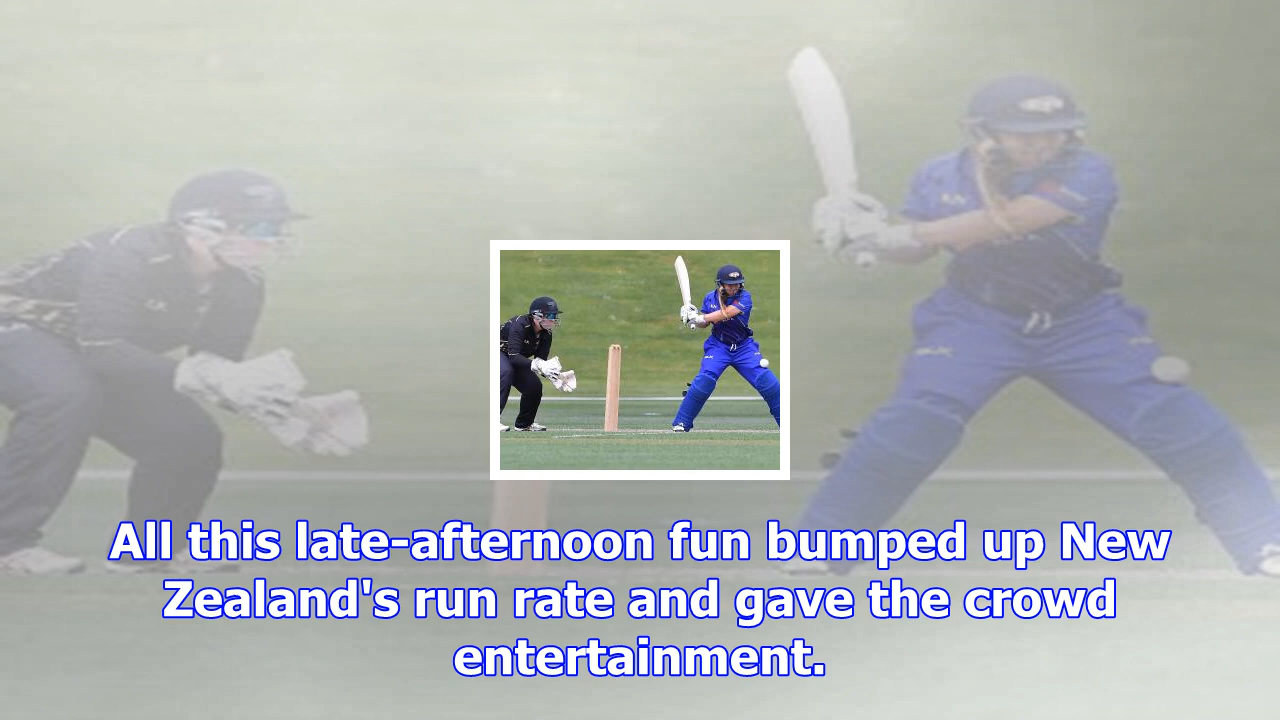 All this late-afternoon fun bumped up New
Zealand's run rate and gave the crowd
entertainment.